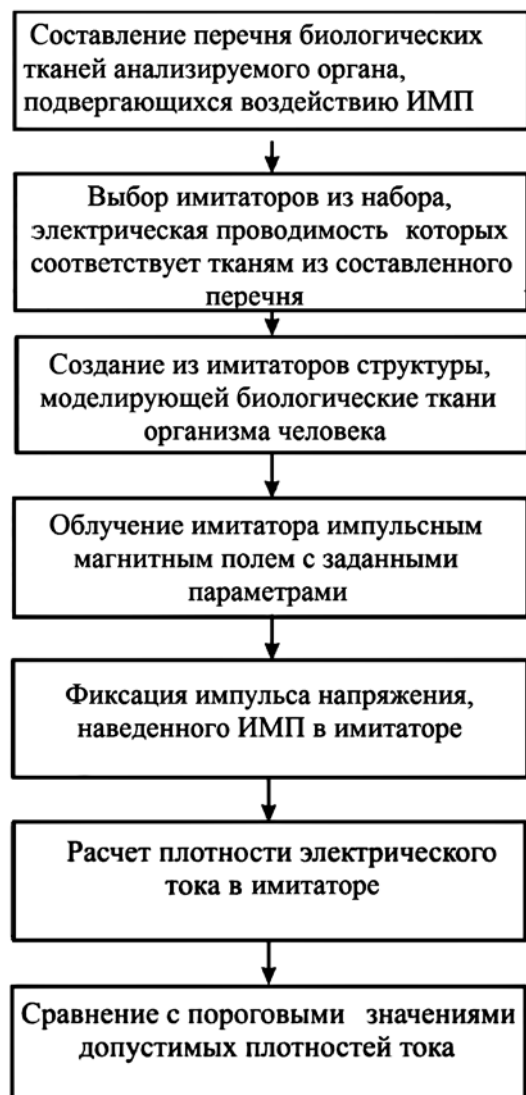 Составление перечня биологических
тканей анализируемого органа,
подвергающихся воздействию ИМП
Выбор имитаторов из набора,
электрическая проводимость которых
соответствует тканям из составленного
перечня
Создание из имитаторов структуры,
моделирующей биологические ткани
организма человека
Облучение имитатора импульсным
магнитным полем с заданными
параметрами
Фиксация импульса напряжения,
наведенного ИМП в имитаторе
Расчет плотности электрического
тока в имитаторе
Сравнение с пороговыми значениями
допустимых плотностей тока